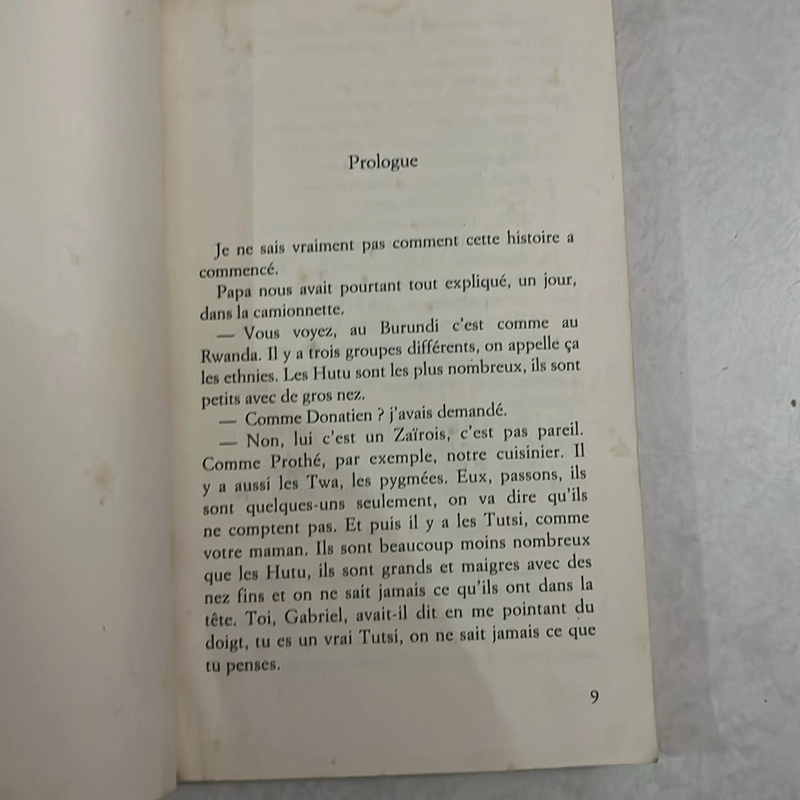 Prologue
Je ne sais vraiment pas comment cette histoire a
commencé.
Papa nous avait pourtant tout expliqué, un jour,
dans la camionnette.
— Vous voyez, au Burundi c'est comme au
Rwanda. Il y a trois groupes différents, on appelle ça
les ethnies. Les Hutu sont les plus nombreux, ils sont
petits avec de gros nez.
— Comme Donatien ? j'avais demandé.
— Non, lui c'est un Zaïrois, c'est pas pareil.
Comme Prothé, par exemple, notre cuisinier. Il
y a aussi les Twa, les pygmées. Eux, passons, ils
sont quelques-uns seulement, on va dire qu'ils
ne comptent pas. Et puis il y a les Tutsi, comme
votre maman. Ils sont beaucoup moins nombreux
que les Hutu, ils sont grands et maigres avec des
nez fins et on ne sait jamais ce qu'ils ont dans la
tête. Toi, Gabriel, avait-il dit en me pointant du
doigt, tu es un vrai Tutsi, on ne sait jamais ce que
tu penses.
9